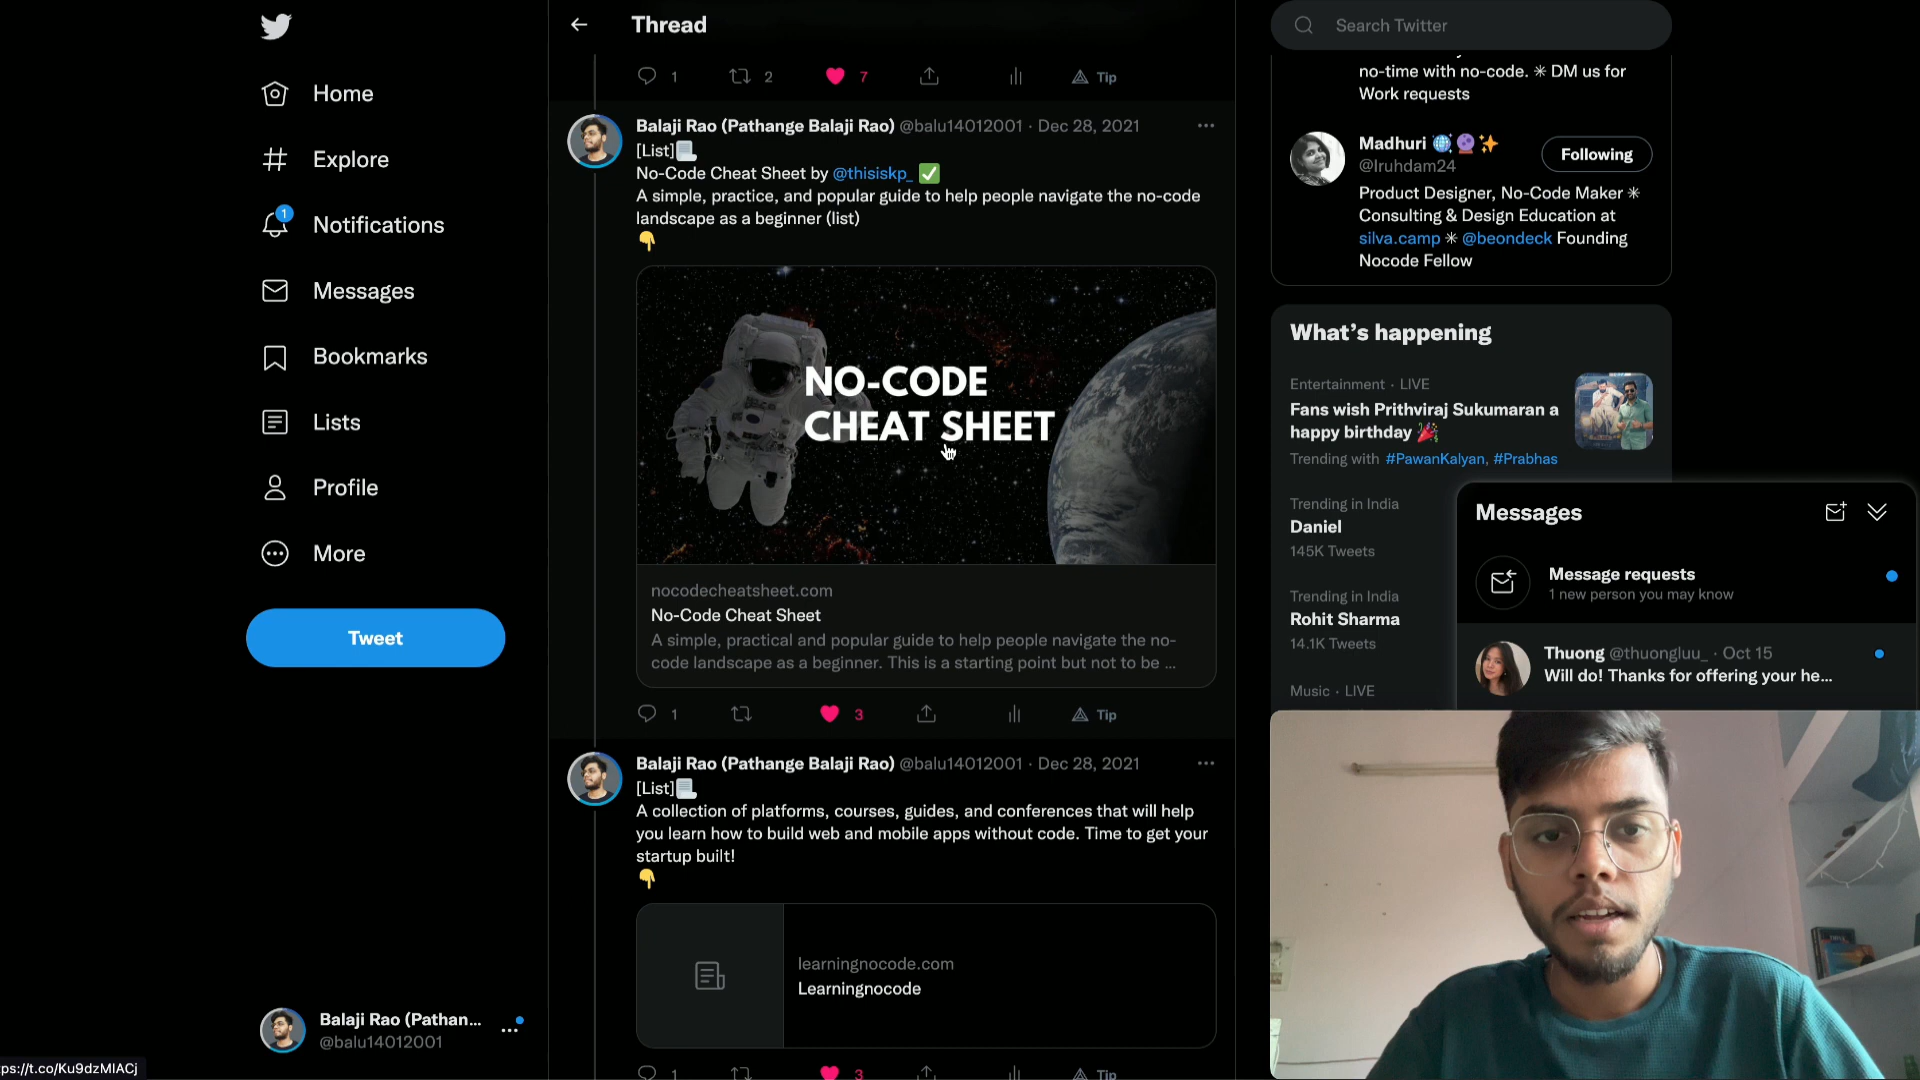 Home
Explore
1
Notifications
Messages
Bookmarks
Lists
Profile
More
Tweet
Balaji Rao (Pathan...
@balu14012001
ps://t.co/Ku9dzMIACj
Thread
1 2 7 Tip
Balaji Rao (Pathange Balaji Rao) @balu14012001 · Dec 28, 2021
[List]📃
No-Code Cheat Sheet by @thisiskp_ ✅
A simple, practice, and popular guide to help people navigate the no-code
landscape as a beginner (list)
👇
NO-CODE
CHEAT SHEET
nocodecheatsheet.com
No-Code Cheat Sheet
A simple, practical and popular guide to help people navigate the no-
code landscape as a beginner. This is a starting point but not to be ...
1 3 Tip
Balaji Rao (Pathange Balaji Rao) @balu14012001 · Dec 28, 2021
[List]📃
A collection of platforms, courses, guides, and conferences that will help
you learn how to build web and mobile apps without code. Time to get your
startup built!
👇
learningnocode.com
Learningnocode
1 3 Tip
Search Twitter
no-time with no-code. ✳ DM us for
Work requests
Madhuri 🌐🔮✨
@Iruhdam24
Following
Product Designer, No-Code Maker ✳
Consulting & Design Education at
silva.camp ✳ @beondeck Founding
Nocode Fellow
What's happening
Entertainment · LIVE
Fans wish Prithviraj Sukumaran a
happy birthday 🎉
Trending with #PawanKalyan, #Prabhas
Trending in India
Daniel
145K Tweets
Trending in India
Rohit Sharma
14.1K Tweets
Music · LIVE
Messages
Message requests
1 new person you may know
Thuong @thuongluu_ · Oct 15
Will do! Thanks for offering your he...